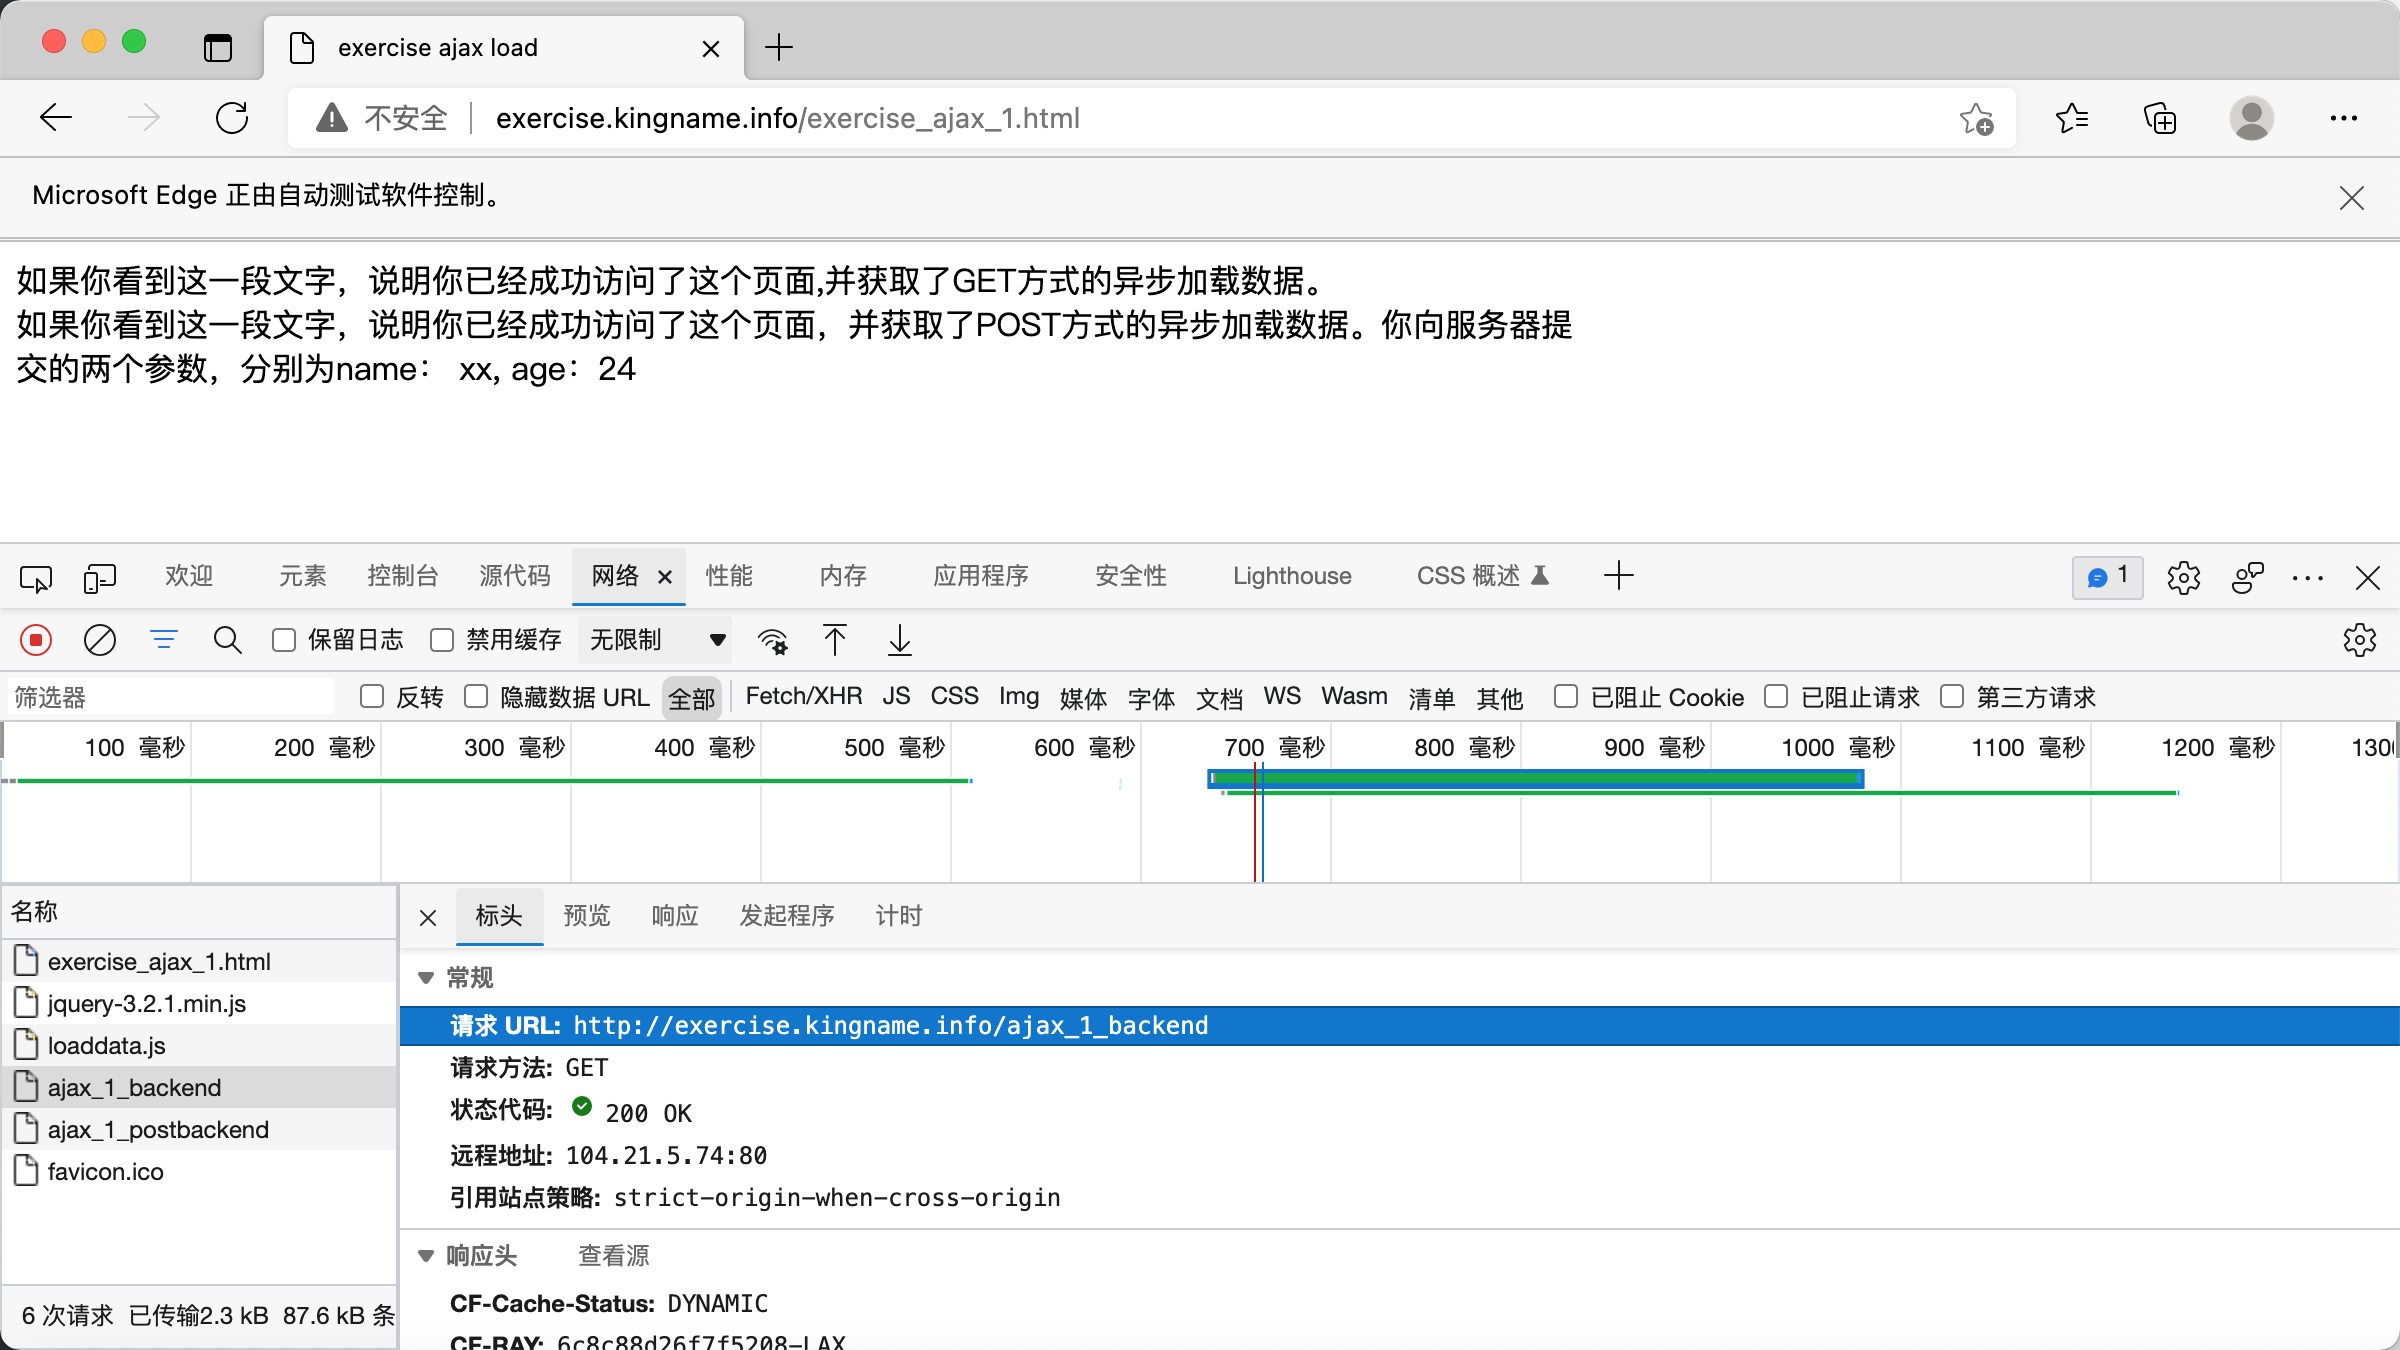 exercise ajax load
不安全 exercise.kingname.info/exercise_ajax_1.html
Microsoft Edge 正由自动测试软件控制。
如果你看到这一段文字，说明你已经成功访问了这个页面,并获取了GET方式的异步加载数据。
如果你看到这一段文字，说明你已经成功访问了这个页面，并获取了POST方式的异步加载数据。你向服务器提
交的两个参数，分别为name： xx, age：24
欢迎 元素 控制台 源代码 网络 性能 内存 应用程序 安全性 Lighthouse CSS 概述 1
保留日志 禁用缓存 无限制
筛选器 反转 隐藏数据 URL 全部 Fetch/XHR JS CSS Img 媒体 字体 文档 WS Wasm 清单 其他 已阻止 Cookie 已阻止请求 第三方请求
100 毫秒 200 毫秒 300 毫秒 400 毫秒 500 毫秒 600 毫秒 700 毫秒 800 毫秒 900 毫秒 1000 毫秒 1100 毫秒 1200 毫秒
名称
exercise_ajax_1.html
jquery-3.2.1.min.js
loaddata.js
ajax_1_backend
ajax_1_postbackend
favicon.ico
6 次请求 已传输2.3 kB 87.6 kB 条
标头 预览 响应 发起程序 计时
常规
请求 URL: http://exercise.kingname.info/ajax_1_backend
请求方法: GET
状态代码: 200 OK
远程地址: 104.21.5.74:80
引用站点策略: strict-origin-when-cross-origin
响应头 查看源
CF-Cache-Status: DYNAMIC
CF-RAY: 6c8c88d26f7f5208-LAX